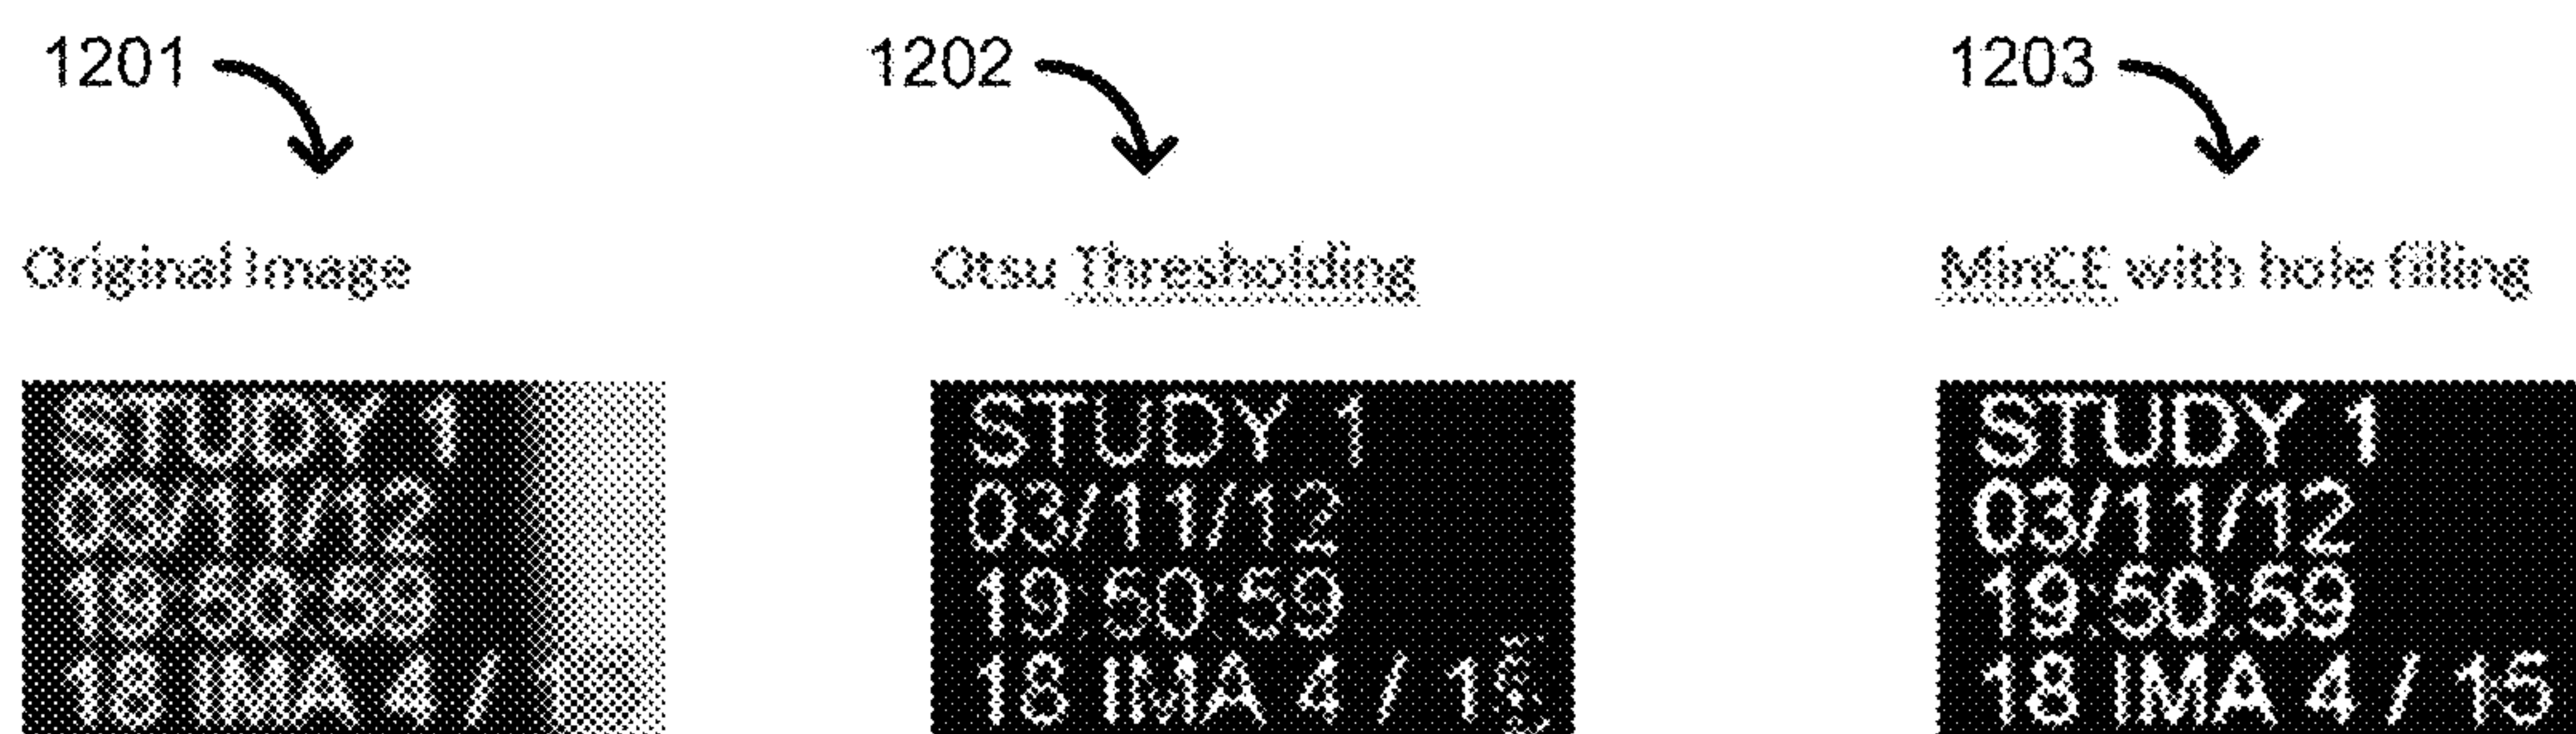 1201 1202 1203
Original Image Otsu Thresholding MinCE with hole filling
STUDY 1 STUDY 1 STUDY 1
03/11/12 03/11/12 03/11/12
19:50:59 19:50:59 19:50:59
18 IMA 4 / 18 IMA 4 / 1 18 IMA 4 / 15